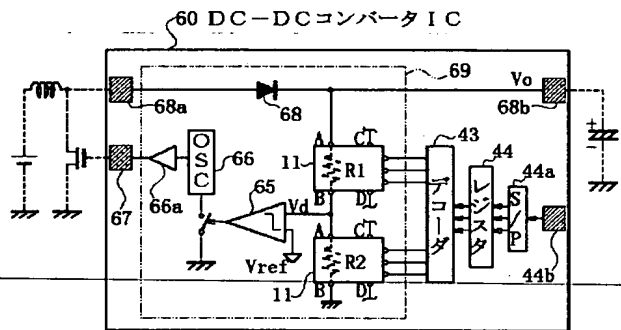 60 DC-DCコンバータIC
69
68a
68
Vo
68b
+
-
OSC
66
66a
67
65
Vd
Vref
A
CT
11
R1
B
DL
A
CT
R2
11
B
DL
43
デコーダ
44
レジスタ
44a
S/P
44b